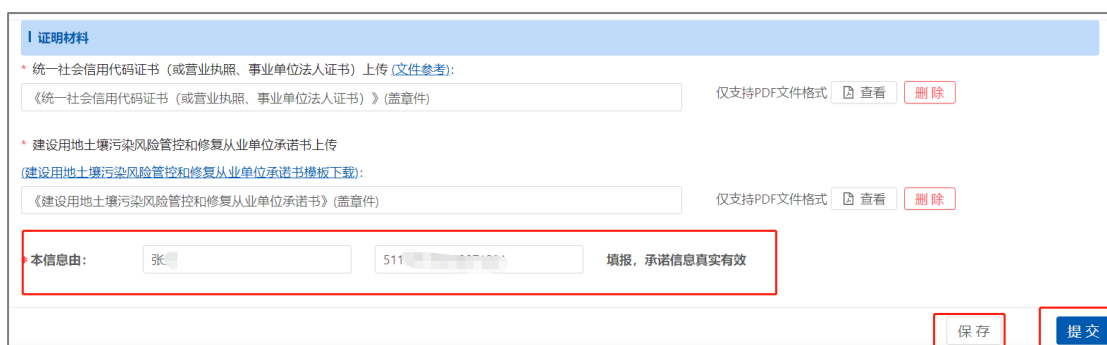 证明材料
* 统一社会信用代码证书（或营业执照、事业单位法人证书）上传 (文件参考):
《统一社会信用代码证书（或营业执照、事业单位法人证书）》(盖章件) 仅支持PDF文件格式 查看 删除
* 建设用地土壤污染风险管控和修复从业单位承诺书上传
(建设用地土壤污染风险管控和修复从业单位承诺书模板下载):
《建设用地土壤污染风险管控和修复从业单位承诺书》(盖章件) 仅支持PDF文件格式 查看 删除
* 本信息由: 张 511 填报，承诺信息真实有效
保存 提交